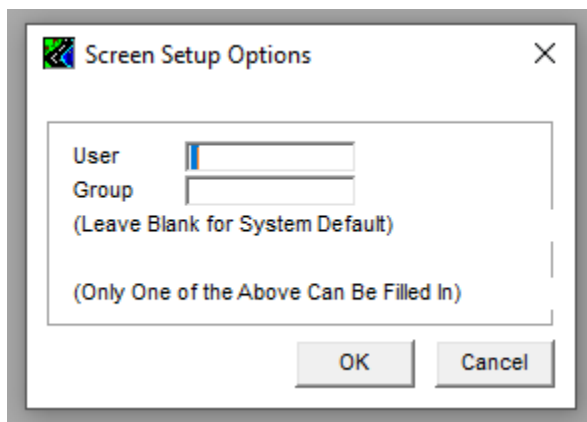 Screen Setup Options
User
Group
(Leave Blank for System Default)
(Only One of the Above Can Be Filled In)
OK Cancel